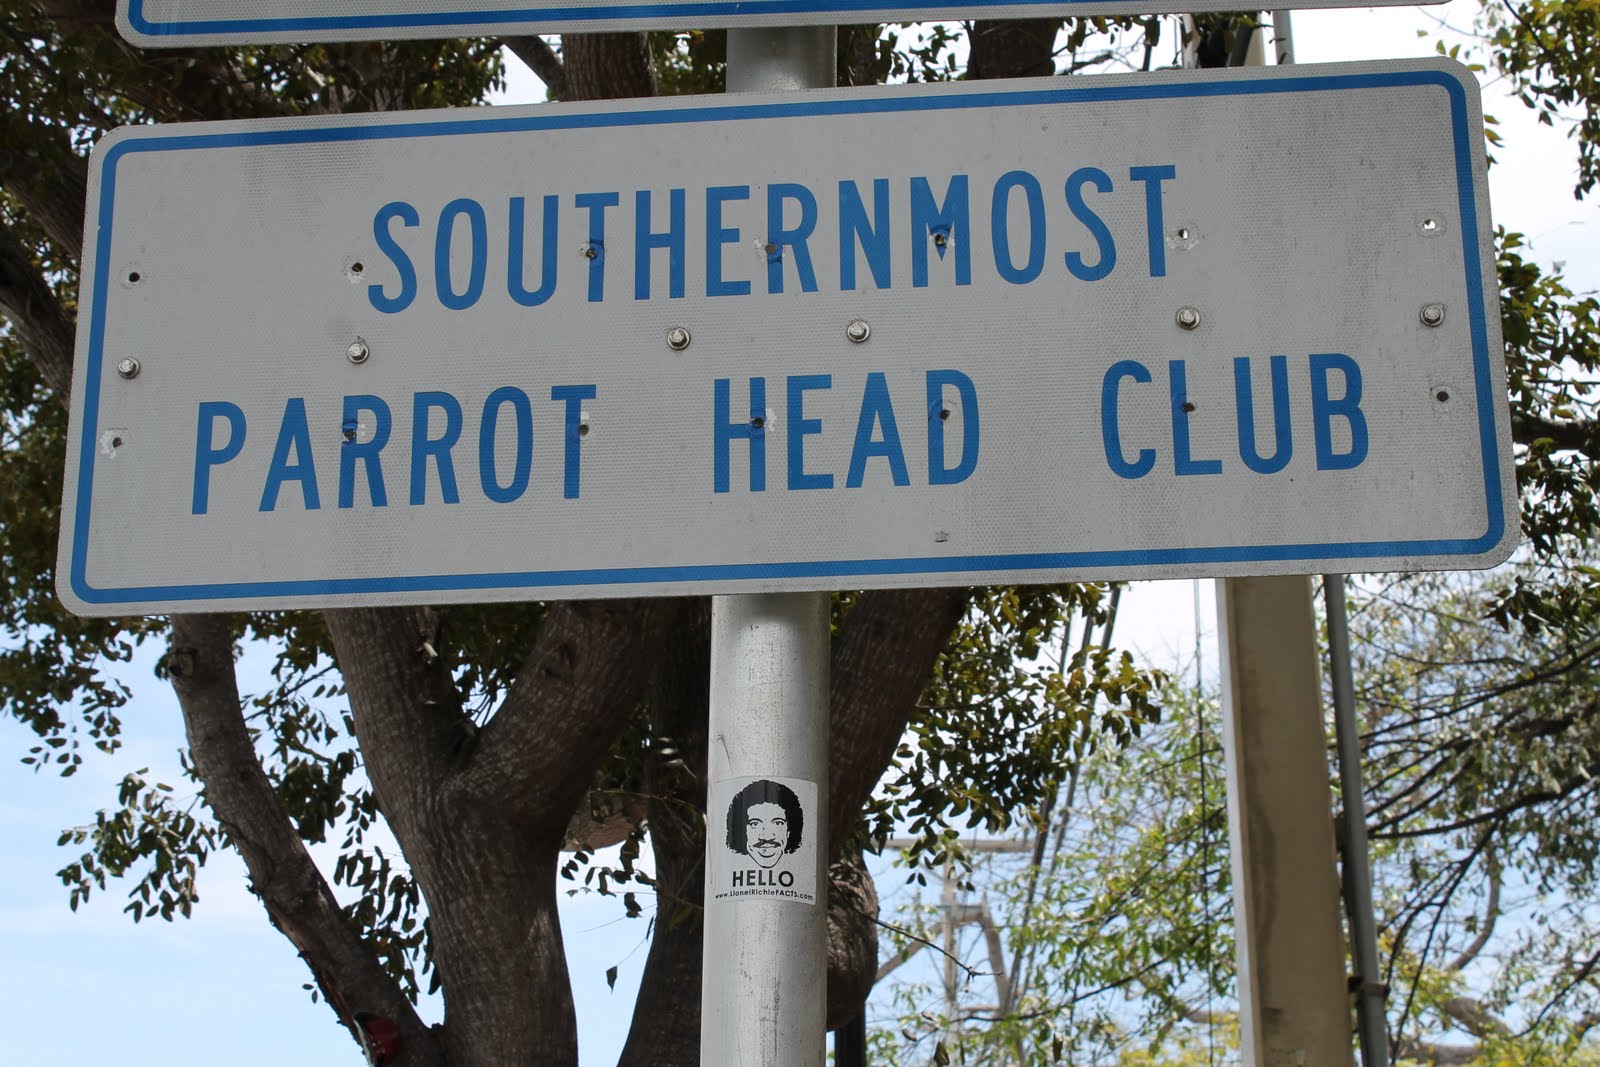 SOUTHERNMOST
PARROT HEAD CLUB
HELLO
www.LionelRichieFACTS.com